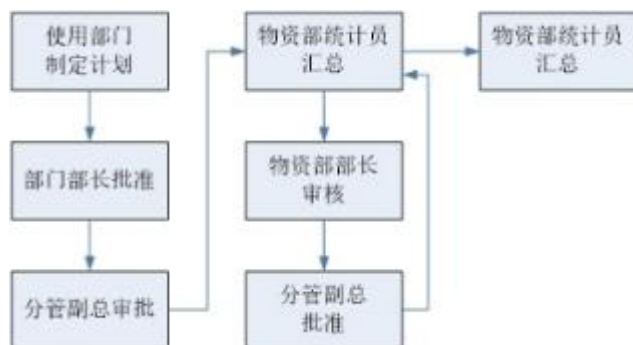 使用部门
制定计划
部门部长批准
分管副总审批
物资部统计员
汇总
物资部部长
审核
分管副总
批准
物资部统计员
汇总